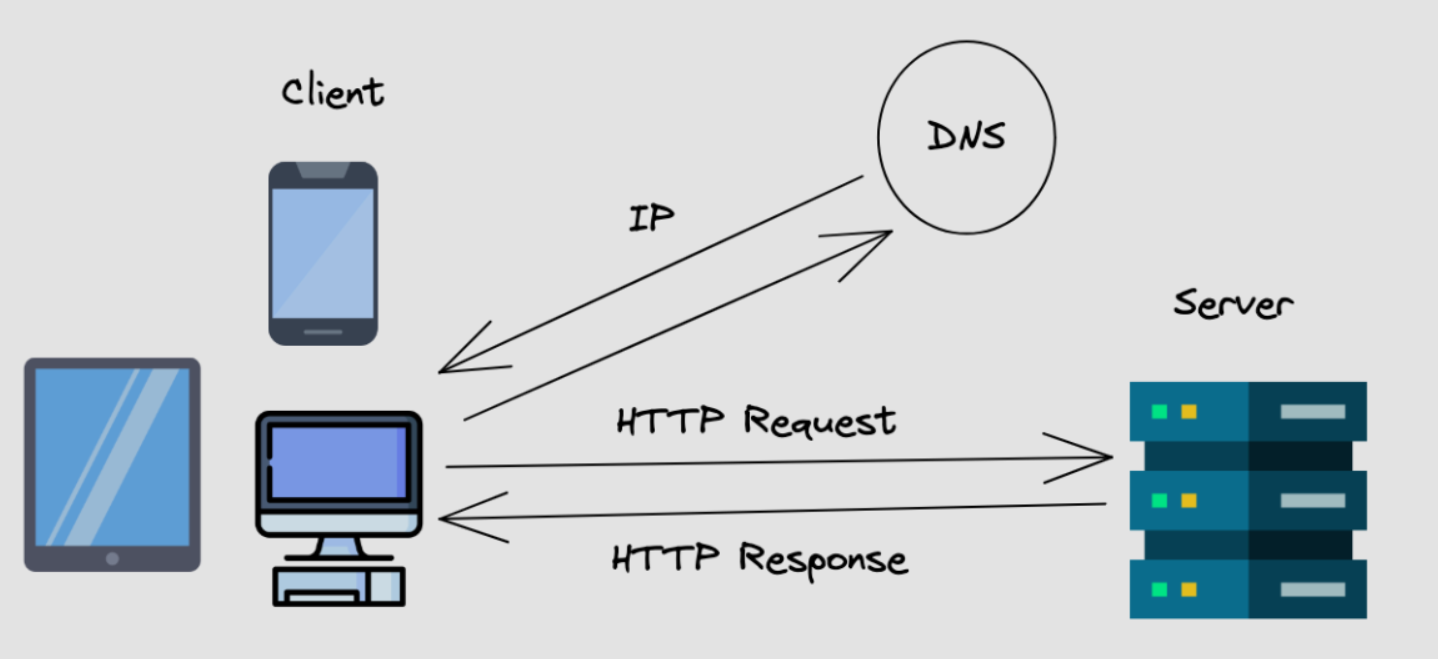 Client
DNS
IP
Server
HTTP Request
HTTP Response